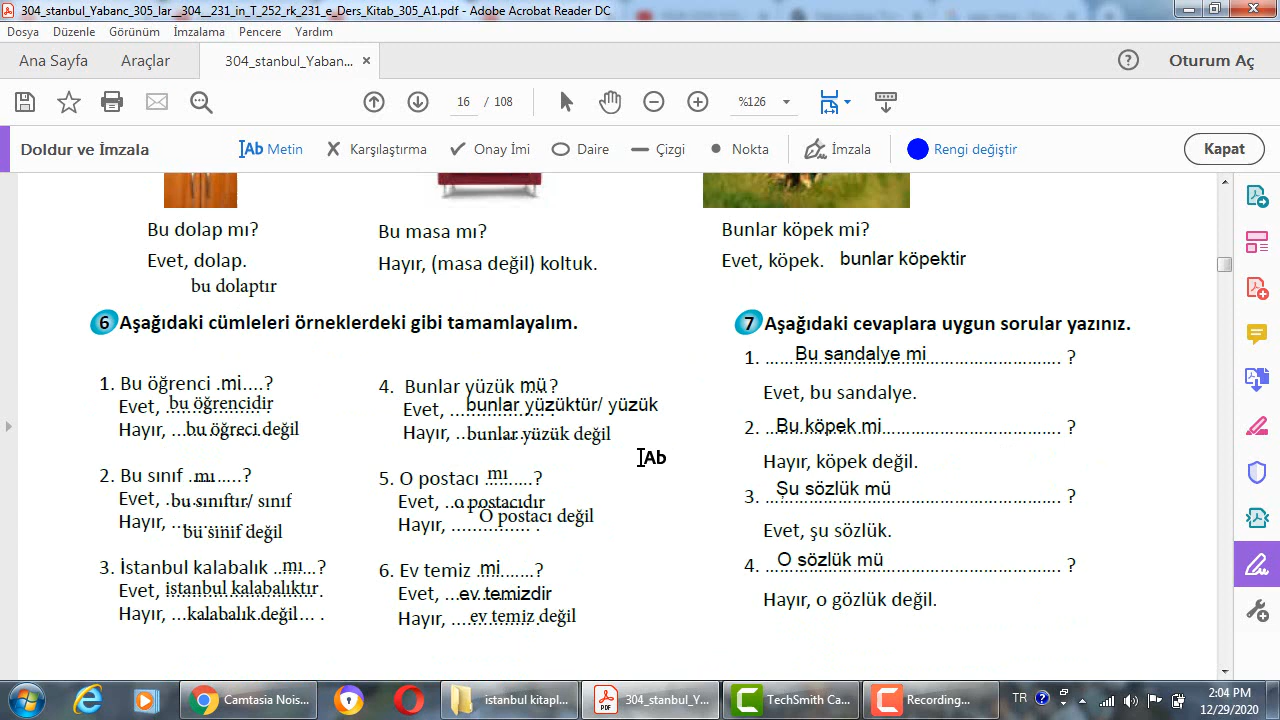 304_stanbul_Yabanc_305_lar__304__231_in_T_252_rk_231_e_Ders_Kitab_305_A1.pdf - Adobe Acrobat Reader DC
Dosya Düzenle Görünüm İmzalama Pencere Yardım
Ana Sayfa Araçlar 304_stanbul_Yaban... × Oturum Aç
16 / 108 %126
Doldur ve İmzala Ab Metin Karşılaştırma Onay İmi Daire Çizgi Nokta İmzala Rengi değiştir Kapat
Bu dolap mı?
Evet, dolap.
bu dolaptır
Bu masa mı?
Hayır, (masa değil) koltuk.
Bunlar köpek mi?
Evet, köpek. bunlar köpektir
6 Aşağıdaki cümleleri örneklerdeki gibi tamamlayalım.
1. Bu öğrenci .mi....?
Evet, bu öğrencidir
Hayır, ... bu öğreci değil
2. Bu sınıf ..mı.....?
Evet, . bu sınıftır/ sınıf
Hayır, ..............
bu sinif değil
3. İstanbul kalabalık ..mı...?
Evet, istanbul kalabalıktır.
Hayır, ...kalabalık değil.... .
4. Bunlar yüzük mü?
Evet, ... bunlar yüzüktür/ yüzük
Hayır, ..bunlar yüzük değil
5. O postacı mı.........?
Evet, ...o postacıdır
Hayır, ............... .
O postacı değil
6. Ev temiz mi...........?
Evet, ...ev temizdir
Hayır, ... ev temiz değil
7 Aşağıdaki cevaplara uygun sorular yazınız.
1. ......Bu sandalye mi........................... ?
Evet, bu sandalye.
2. ..Bu köpek mi................................... ?
Hayır, köpek değil.
3. ..Şu sözlük mü.................................. ?
Evet, şu sözlük.
4. ..O sözlük mü................................... ?
Hayır, o gözlük değil.
Ab
Camtasia Nois... istanbul kitapl... 304_stanbul_Y... TechSmith Ca... Recording... TR 2:04 PM
12/29/2020